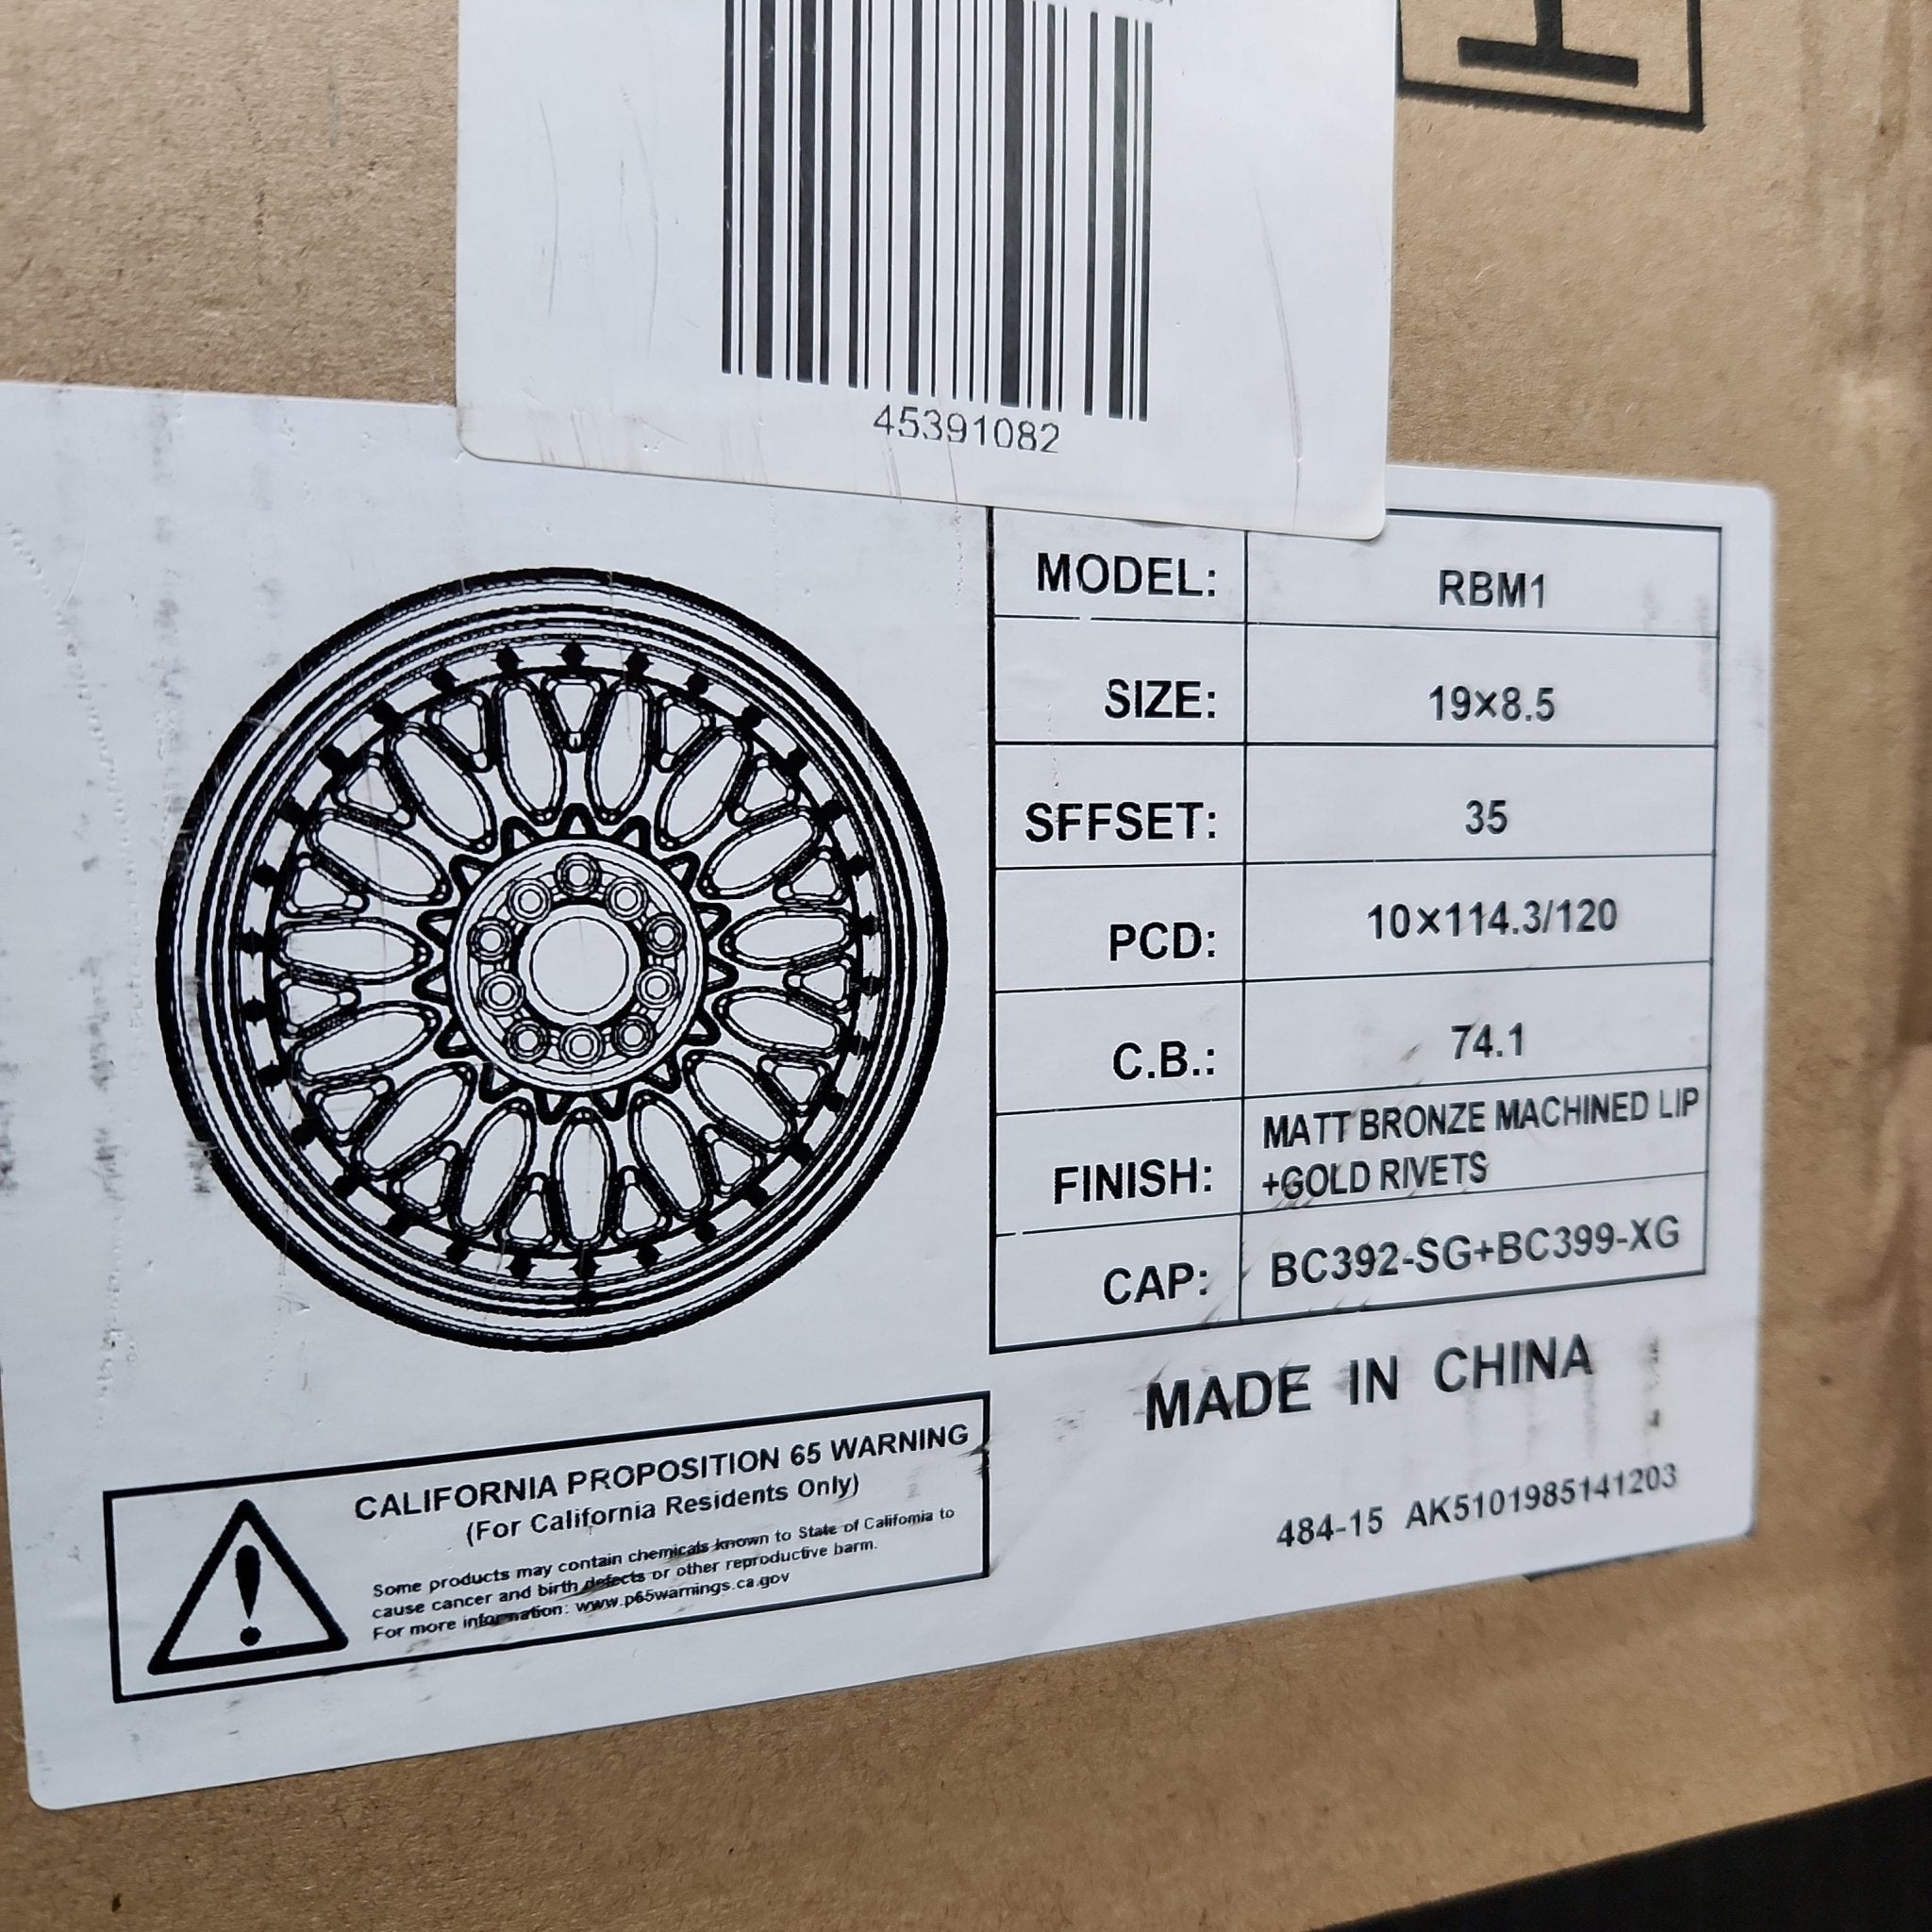 45391082
MODEL: RBM1
SIZE: 19×8.5
SFFSET: 35
PCD: 10×114.3/120
C.B.: 74.1
FINISH: MATT BRONZE MACHINED LIP
+GOLD RIVETS
CAP: BC392-SG+BC399-XG
MADE IN CHINA
484-15 AK5101985141203
CALIFORNIA PROPOSITION 65 WARNING
(For California Residents Only)
Some products may contain chemicals known to State of California to
cause cancer and birth defects or other reproductive harm.
For more information: www.p65warnings.ca.gov